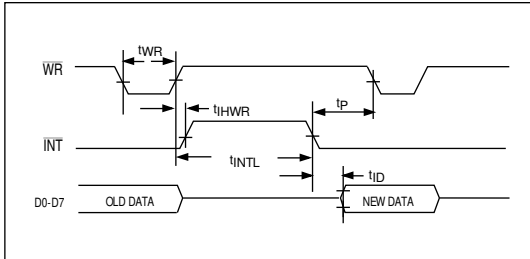 tWR
WR
tIHWR
tP
INT
tINTL
tID
D0-D7 OLD DATA NEW DATA